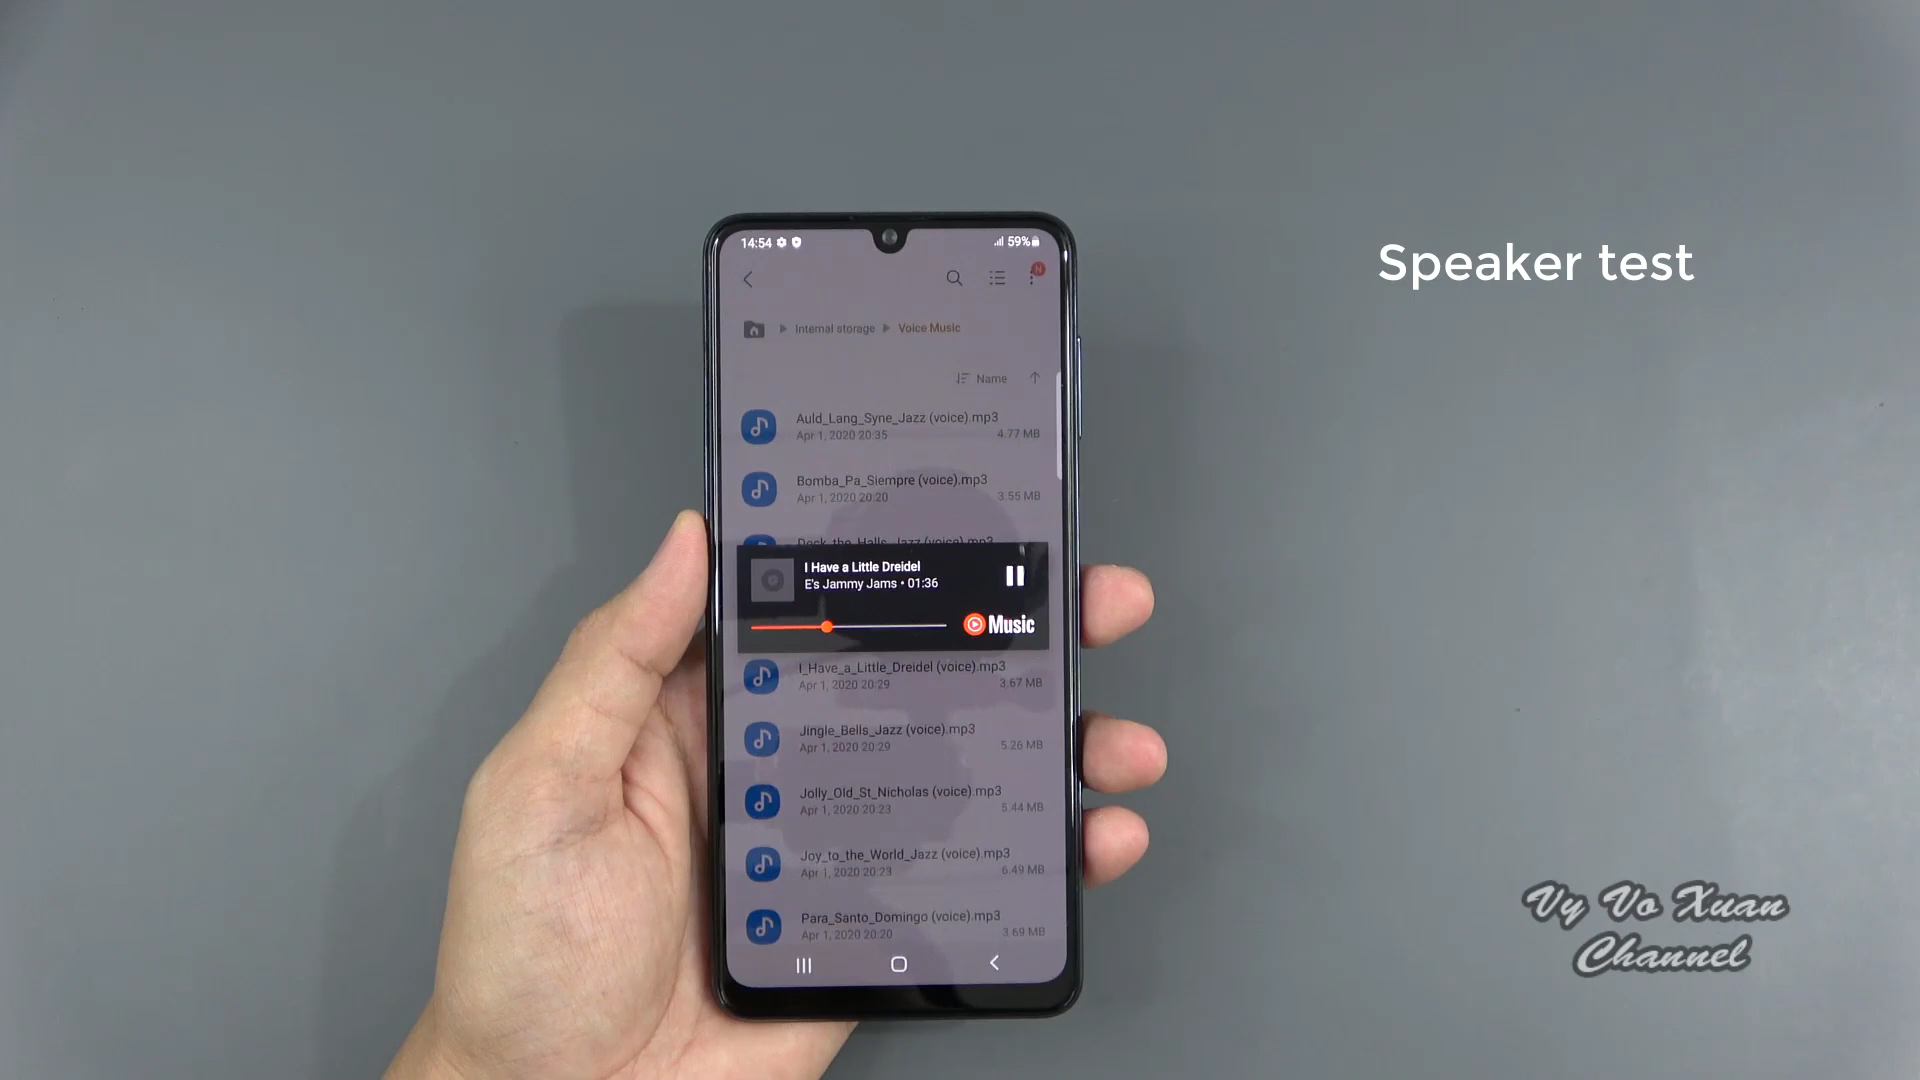 Speaker test
14:54
59%
Internal storage
Voice Music
Name
Auld_Lang_Syne_Jazz (voice).mp3
Apr 1, 2020 20:35
4.77 MB
Bomba_Pa_Siempre (voice).mp3
Apr 1, 2020 20:20
3.55 MB
Deck_the_Halls_Jazz (voice).mp3
I Have a Little Dreidel
E's Jammy Jams • 01:36
Music
I_Have_a_Little_Dreidel (voice).mp3
Apr 1, 2020 20:29
3.67 MB
Jingle_Bells_Jazz (voice).mp3
Apr 1, 2020 20:29
5.26 MB
Jolly_Old_St_Nicholas (voice).mp3
Apr 1, 2020 20:23
5.44 MB
Joy_to_the_World_Jazz (voice).mp3
Apr 1, 2020 20:23
6.49 MB
Para_Santo_Domingo (voice).mp3
Apr 1, 2020 20:20
3.69 MB
Vy Vo Xuan
Channel